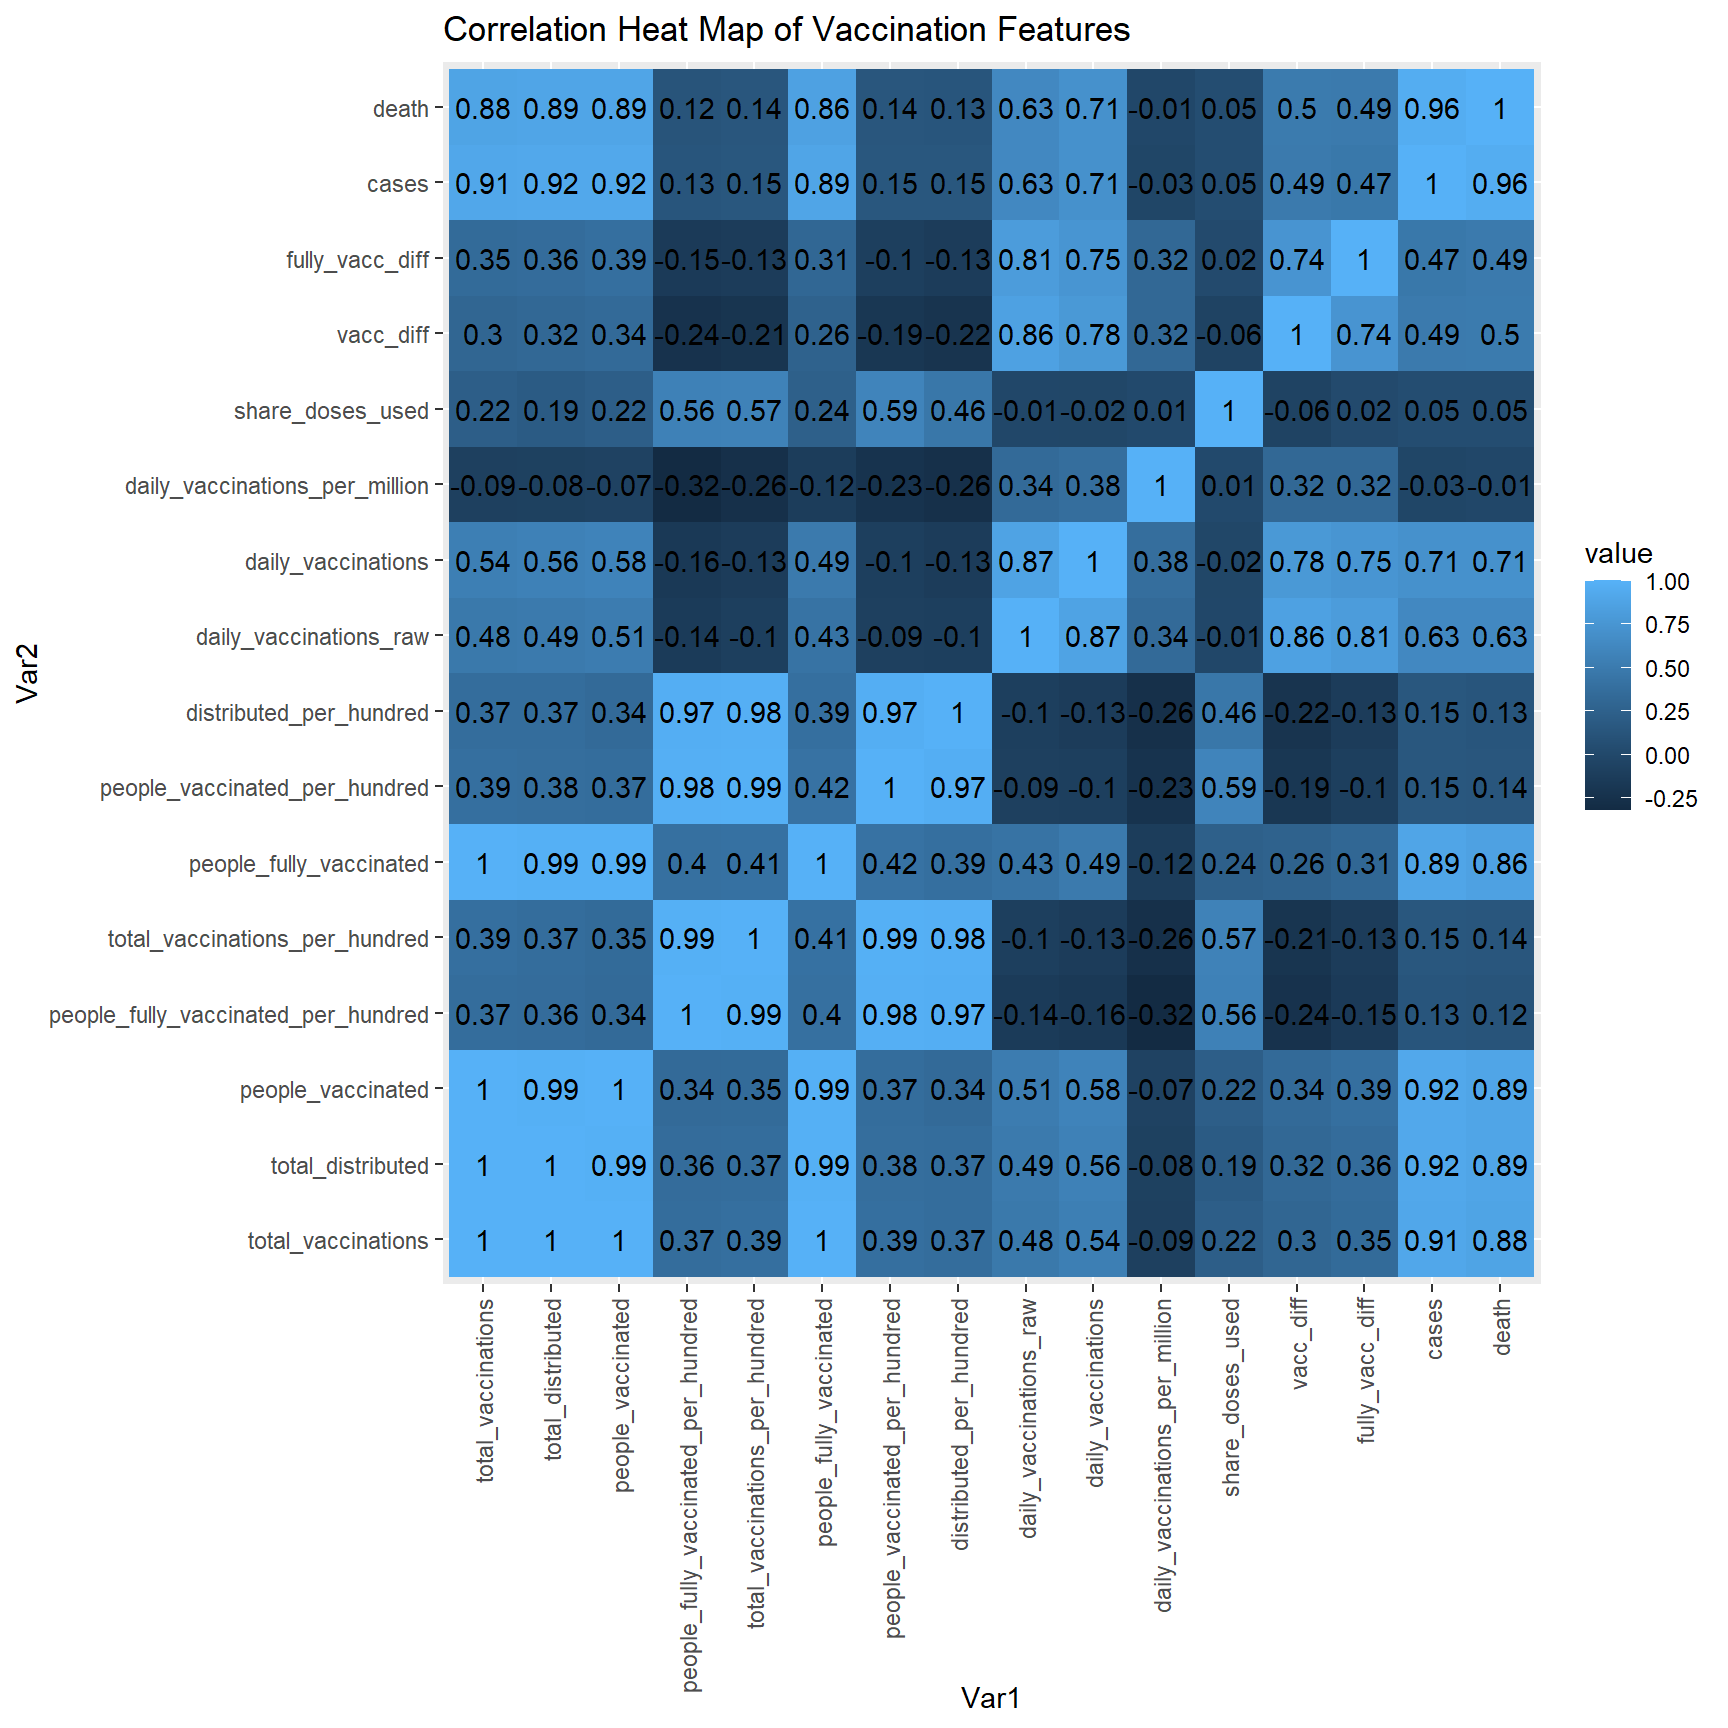 Correlation Heat Map of Vaccination Features
death 0.88 0.89 0.89 0.12 0.14 0.86 0.14 0.13 0.63 0.71 -0.01 0.05 0.5 0.49 0.96 1
cases 0.91 0.92 0.92 0.13 0.15 0.89 0.15 0.15 0.63 0.71 -0.03 0.05 0.49 0.47 1 0.96
fully_vacc_diff 0.35 0.36 0.39 -0.15 -0.13 0.31 -0.1 -0.13 0.81 0.75 0.32 0.02 0.74 1 0.47 0.49
vacc_diff 0.3 0.32 0.34 -0.24 -0.21 0.26 -0.19 -0.22 0.86 0.78 0.32 -0.06 1 0.74 0.49 0.5
share_doses_used 0.22 0.19 0.22 0.56 0.57 0.24 0.59 0.46 -0.01 -0.02 0.01 1 -0.06 0.02 0.05 0.05
daily_vaccinations_per_million -0.09 -0.08 -0.07 -0.32 -0.26 -0.12 -0.23 -0.26 0.34 0.38 1 0.01 0.32 0.32 -0.03 -0.01
daily_vaccinations 0.54 0.56 0.58 -0.16 -0.13 0.49 -0.1 -0.13 0.87 1 0.38 -0.02 0.78 0.75 0.71 0.71
daily_vaccinations_raw 0.48 0.49 0.51 -0.14 -0.1 0.43 -0.09 -0.1 1 0.87 0.34 -0.01 0.86 0.81 0.63 0.63
distributed_per_hundred 0.37 0.37 0.34 0.97 0.98 0.39 0.97 1 -0.1 -0.13 -0.26 0.46 -0.22 -0.13 0.15 0.13
people_vaccinated_per_hundred 0.39 0.38 0.37 0.98 0.99 0.42 1 0.97 -0.09 -0.1 -0.23 0.59 -0.19 -0.1 0.15 0.14
people_fully_vaccinated 1 0.99 0.99 0.4 0.41 1 0.42 0.39 0.43 0.49 -0.12 0.24 0.26 0.31 0.89 0.86
total_vaccinations_per_hundred 0.39 0.37 0.35 0.99 1 0.41 0.99 0.98 -0.1 -0.13 -0.26 0.57 -0.21 -0.13 0.15 0.14
people_fully_vaccinated_per_hundred 0.37 0.36 0.34 1 0.99 0.4 0.98 0.97 -0.14 -0.16 -0.32 0.56 -0.24 -0.15 0.13 0.12
people_vaccinated 1 0.99 1 0.34 0.35 0.99 0.37 0.34 0.51 0.58 -0.07 0.22 0.34 0.39 0.92 0.89
total_distributed 1 1 0.99 0.36 0.37 0.99 0.38 0.37 0.49 0.56 -0.08 0.19 0.32 0.36 0.92 0.89
total_vaccinations 1 1 1 0.37 0.39 1 0.39 0.37 0.48 0.54 -0.09 0.22 0.3 0.35 0.91 0.88
Var2
total_vaccinations
total_distributed
people_vaccinated
people_fully_vaccinated_per_hundred
total_vaccinations_per_hundred
people_fully_vaccinated
people_vaccinated_per_hundred
distributed_per_hundred
daily_vaccinations_raw
daily_vaccinations
daily_vaccinations_per_million
share_doses_used
vacc_diff
fully_vacc_diff
cases
death
Var1
value
1.00
0.75
0.50
0.25
0.00
-0.25